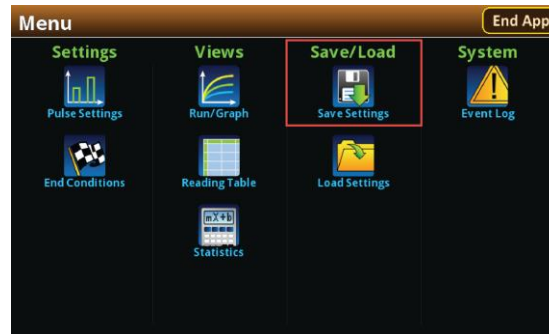 Menu
End App
Settings
Views
Save/Load
System
Pulse Settings
Run/Graph
Save Settings
Event Log
End Conditions
Reading Table
Load Settings
mX+b
Statistics